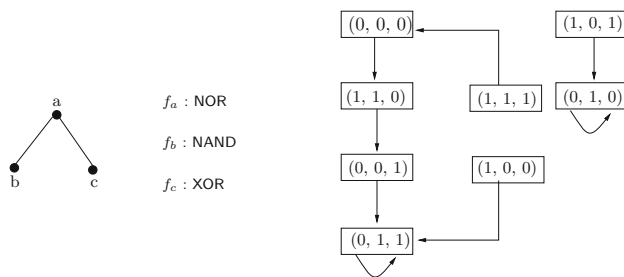 (0, 0, 0)
(1, 0, 1)
a
f_a : NOR
(1, 1, 0)
(1, 1, 1)
(0, 1, 0)
f_b : NAND
b
c
f_c : XOR
(0, 0, 1)
(1, 0, 0)
(0, 1, 1)